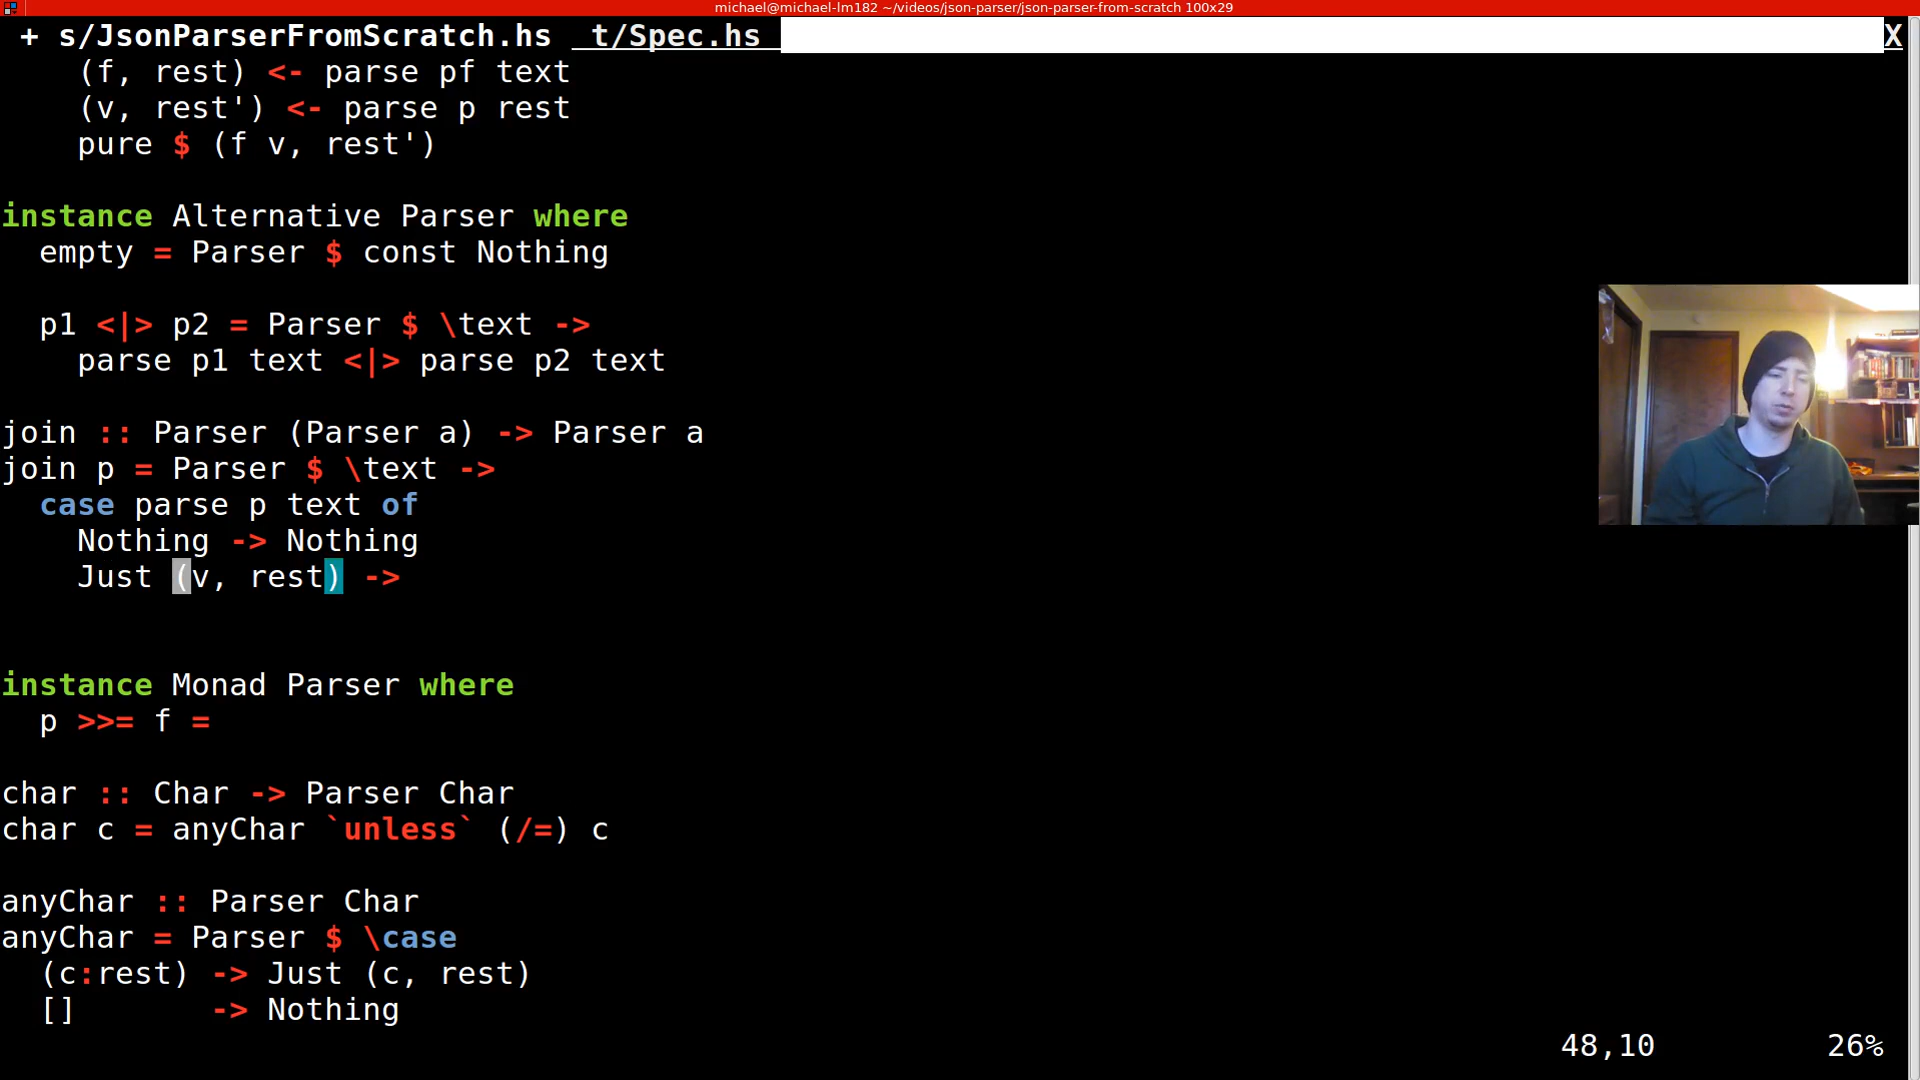 michael@michael-lm182 ~/videos/json-parser/json-parser-from-scratch 100x29
+ s/JsonParserFromScratch.hs  t/Spec.hs X
    (f, rest) <- parse pf text
    (v, rest') <- parse p rest
    pure $ (f v, rest')
instance Alternative Parser where
  empty = Parser $ const Nothing
  p1 <|> p2 = Parser $ \text ->
    parse p1 text <|> parse p2 text
join :: Parser (Parser a) -> Parser a
join p = Parser $ \text ->
  case parse p text of
    Nothing -> Nothing
    Just (v, rest) ->
instance Monad Parser where
  p >>= f =
char :: Char -> Parser Char
char c = anyChar `unless` (/=) c
anyChar :: Parser Char
anyChar = Parser $ \case
  (c:rest) -> Just (c, rest)
  []       -> Nothing
48,10 26%